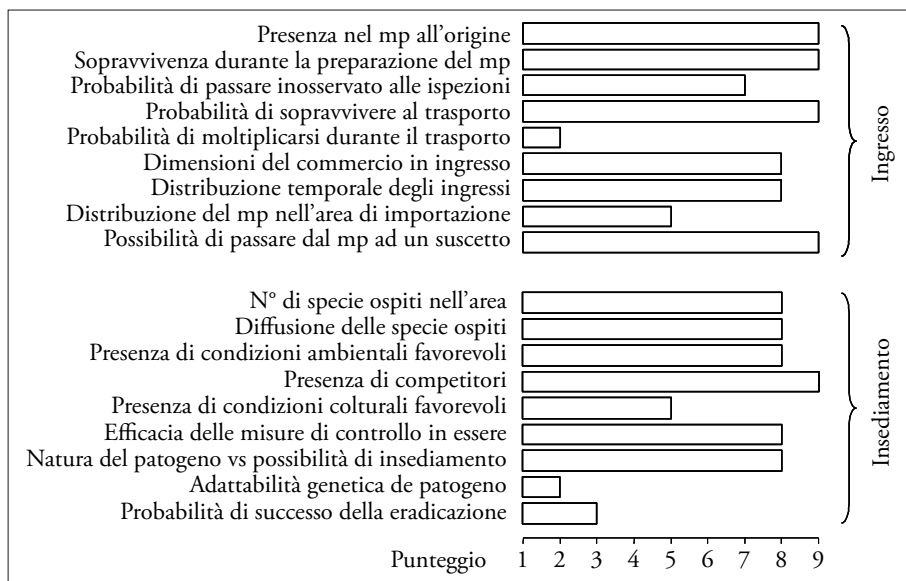 Presenza nel mp all'origine
Sopravvivenza durante la preparazione del mp
Probabilità di passare inosservato alle ispezioni
Probabilità di sopravvivere al trasporto
Probabilità di moltiplicarsi durante il trasporto
Dimensioni del commercio in ingresso
Distribuzione temporale degli ingressi
Distribuzione del mp nell'area di importazione
Possibilità di passare dal mp ad un suscetto
Ingresso
N° di specie ospiti nell'area
Diffusione delle specie ospiti
Presenza di condizioni ambientali favorevoli
Presenza di competitori
Presenza di condizioni colturali favorevoli
Efficacia delle misure di controllo in essere
Natura del patogeno vs possibilità di insediamento
Adattabilità genetica de patogeno
Probabilità di successo della eradicazione
Insediamento
Punteggio 1 2 3 5 6 7 8 9